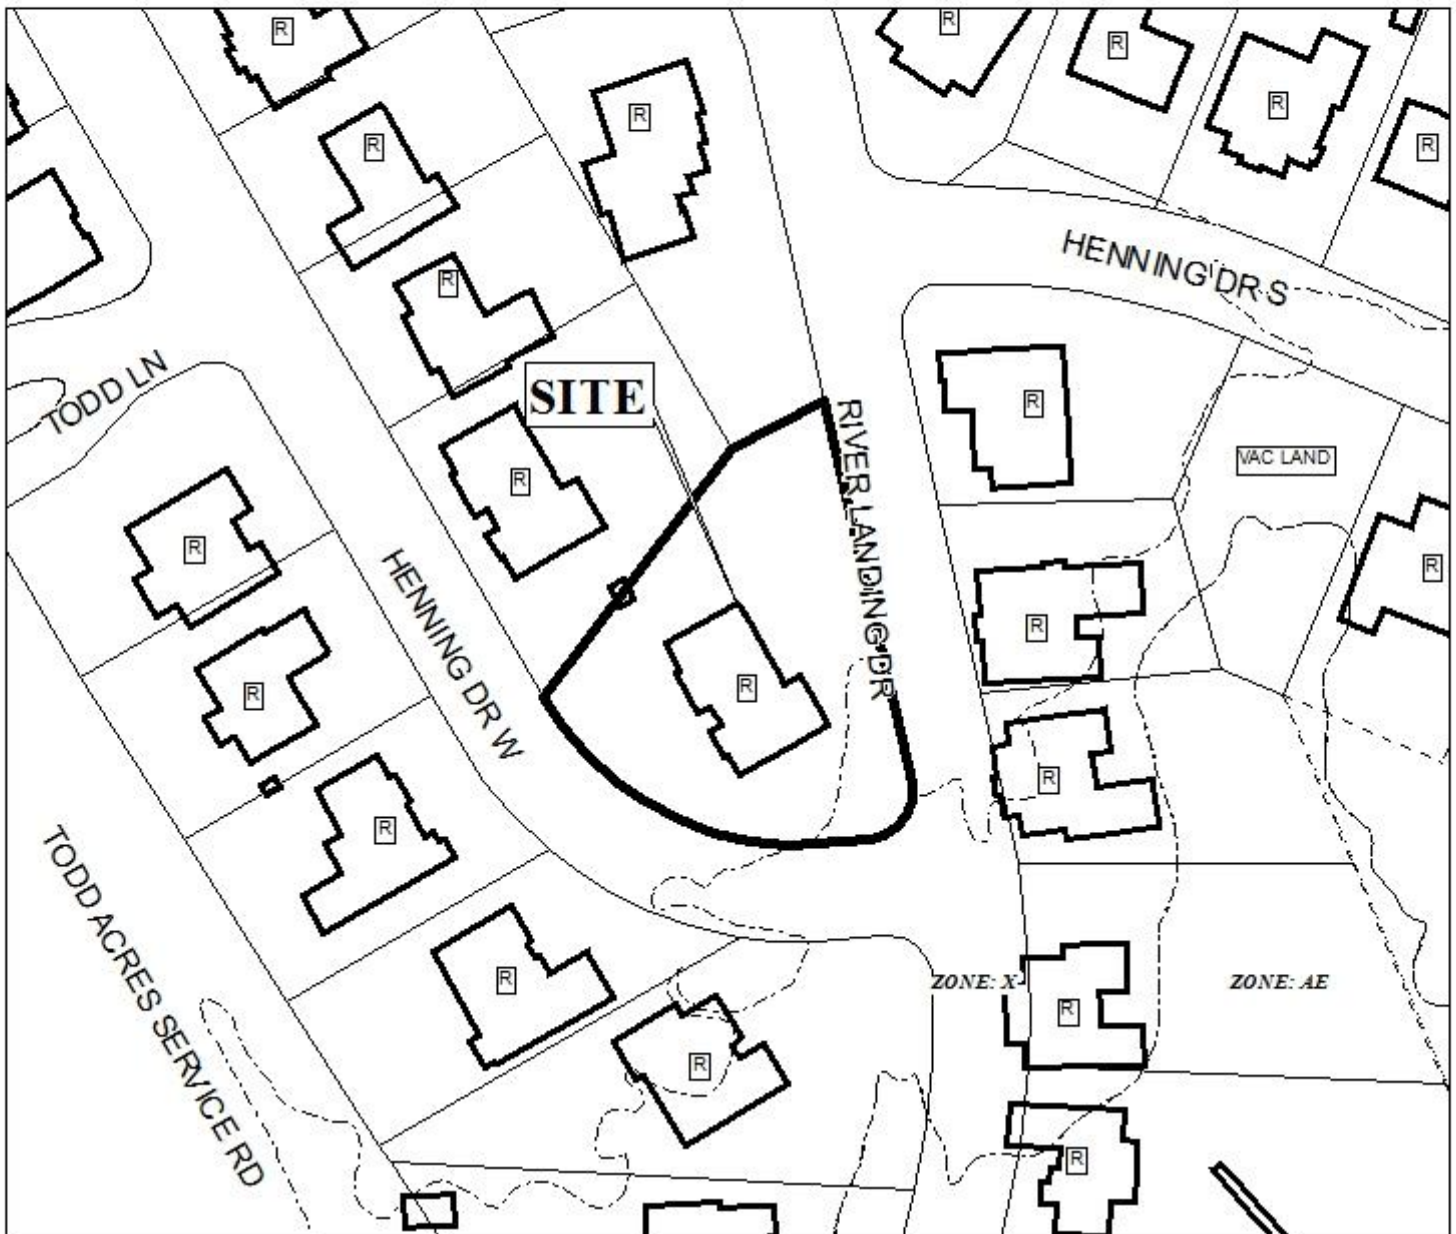 R
R
R
R
R
R
R
R
HENNING DR S
R
TODD LN
SITE
R
RIVER LANDING DR
VAC LAND
R
R
HENNING DR W
R
R
R
R
R
R
TODD ACRES SERVICE RD
R
ZONE: X
ZONE: AE
R
R
R